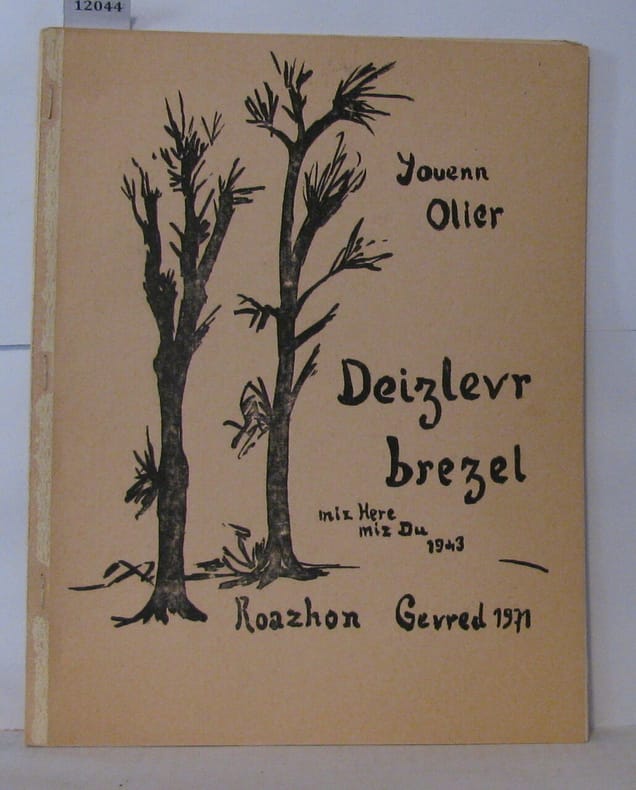 12044
Youenn
Olier
Deizlevr
brezel
miz Here
miz Du
1943
Roazhon Gevred 1971